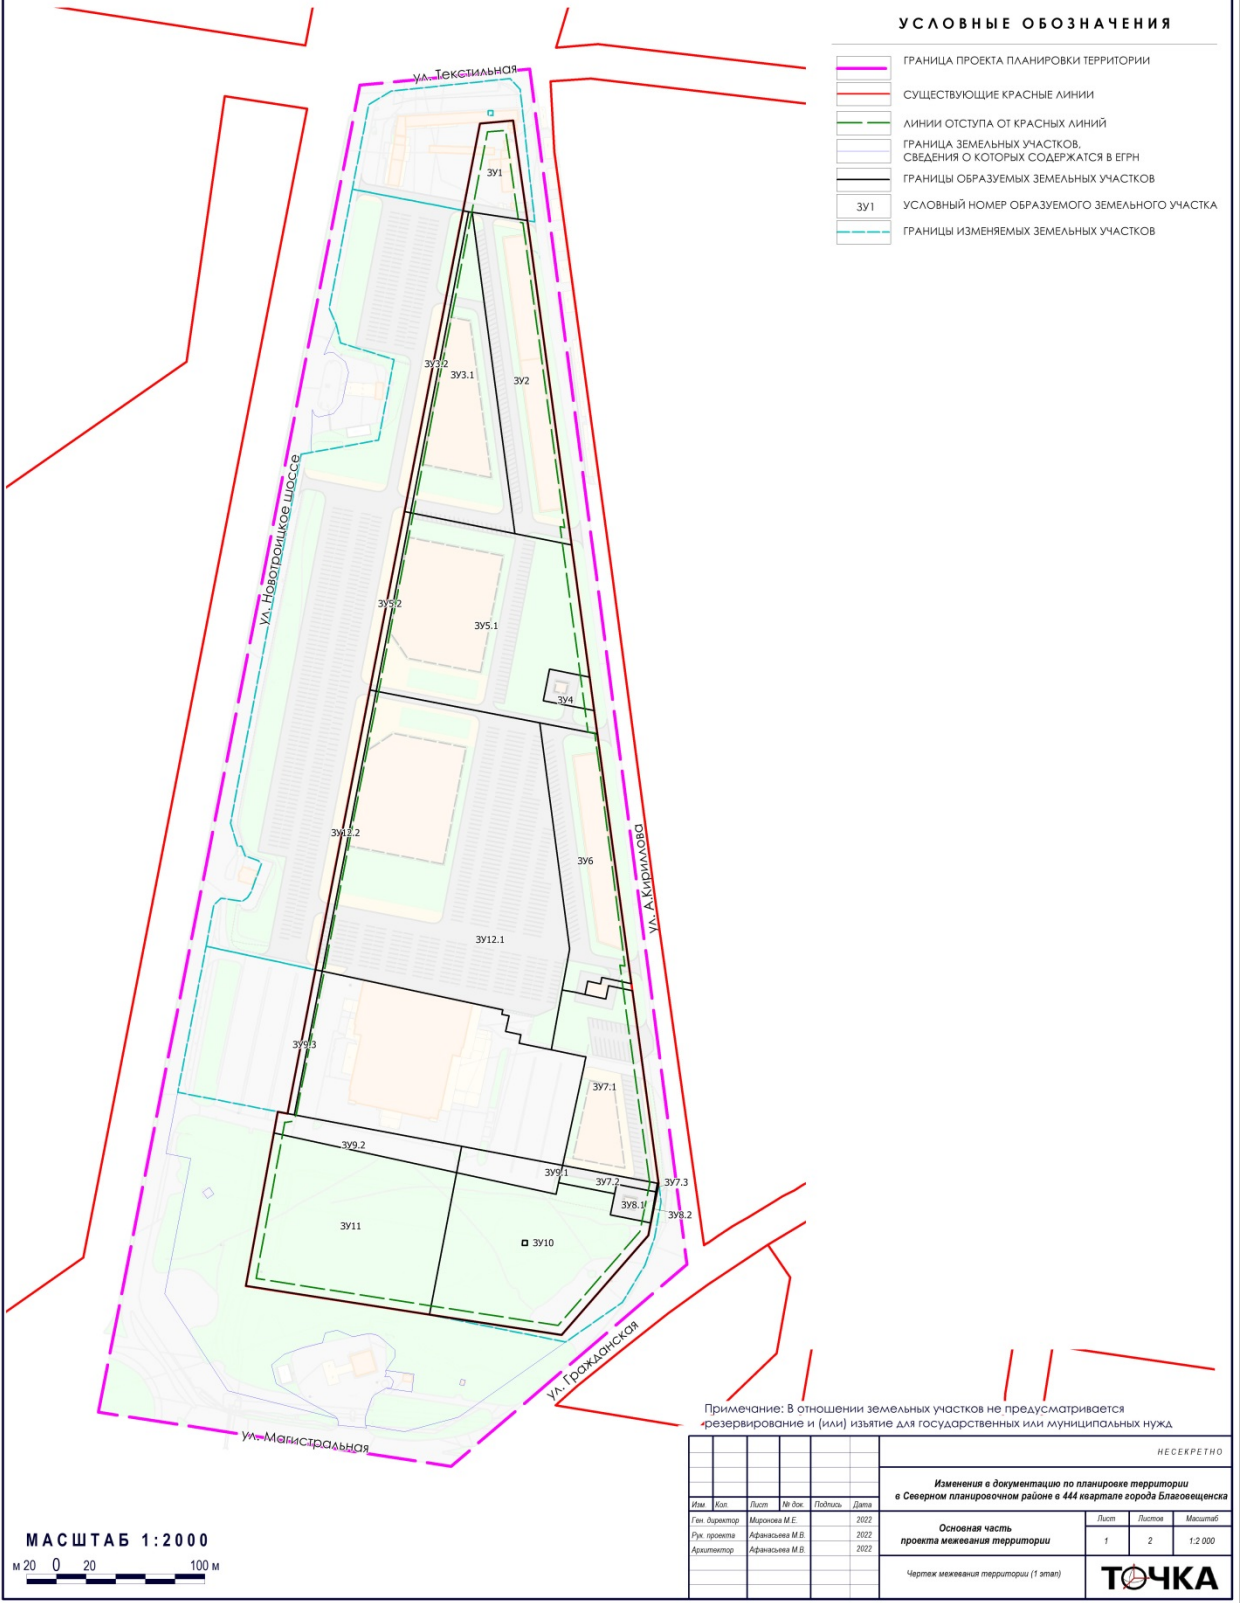 УСЛОВНЫЕ ОБОЗНАЧЕНИЯ
ГРАНИЦА ПРОЕКТА ПЛАНИРОВКИ ТЕРРИТОРИИ
СУЩЕСТВУЮЩИЕ КРАСНЫЕ ЛИНИИ
ЛИНИИ ОТСТУПА ОТ КРАСНЫХ ЛИНИЙ
ГРАНИЦА ЗЕМЕЛЬНЫХ УЧАСТКОВ,
СВЕДЕНИЯ О КОТОРЫХ СОДЕРЖАТСЯ В ЕГРН
ГРАНИЦЫ ОБРАЗУЕМЫХ ЗЕМЕЛЬНЫХ УЧАСТКОВ
ЗУ1 УСЛОВНЫЙ НОМЕР ОБРАЗУЕМОГО ЗЕМЕЛЬНОГО УЧАСТКА
ГРАНИЦЫ ИЗМЕНЯЕМЫХ ЗЕМЕЛЬНЫХ УЧАСТКОВ
ул. Текстильная
ЗУ1
ЗУ3.2
ЗУ3.1
ЗУ2
ул. Новотроицкое шоссе
ЗУ5.2
ЗУ5.1
ЗУ4
ЗУ12.2
ЗУ6
ул. А.Кириллова
ЗУ12.1
ЗУ9.3
ЗУ7.1
ЗУ9.2
ЗУ9.1
ЗУ7.2
ЗУ7.3
ЗУ8.1
ЗУ8.2
ЗУ11
ЗУ10
ул. Гражданская
ул. Магистральная
Примечание: В отношении земельных участков не предусматривается
резервирование и (или) изъятие для государственных или муниципальных нужд
НЕСЕКРЕТНО
Изменения в документацию по планировке территории
в Северном планировочном районе в 444 квартале города Благовещенска
Изм. Кол. Лист № док. Подпись Дата
Ген. директор Миронова М.Е. 2022
Рук. проекта Афанасьева М.В. 2022
Архитектор Афанасьева М.В. 2022
Основная часть
проекта межевания территории
Лист Листов Масштаб
1 2 1:2 000
Чертеж межевания территории (1 этап)
ТОЧКА
МАСШТАБ 1:2000
м 20 0 20 100 м